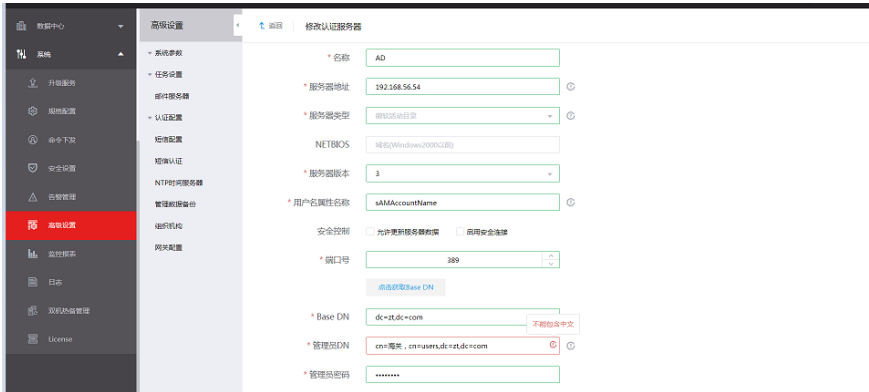 数据中心
系统
升级服务
规格配置
命令下发
安全设置
告警管理
高级设置
监控报表
日志
双机热备管理
License
高级设置
系统参数
任务设置
邮件服务器
认证配置
短信配置
短信认证
NTP时间服务器
管理数据备份
组织机构
网关配置
返回 修改认证服务器
* 名称 AD
* 服务器地址 192.168.56.54
* 服务器类型 微软活动目录
NETBIOS 域名(Windows2000以前)
* 服务器版本 3
* 用户名属性名称 sAMAccountName
安全控制 允许更新服务器数据 启用安全连接
* 端口号 389
点击获取Base DN
* Base DN dc=zt,dc=com
不能包含中文
* 管理员DN cn=海关，cn=users,dc=zt,dc=com
* 管理员密码 ••••••••